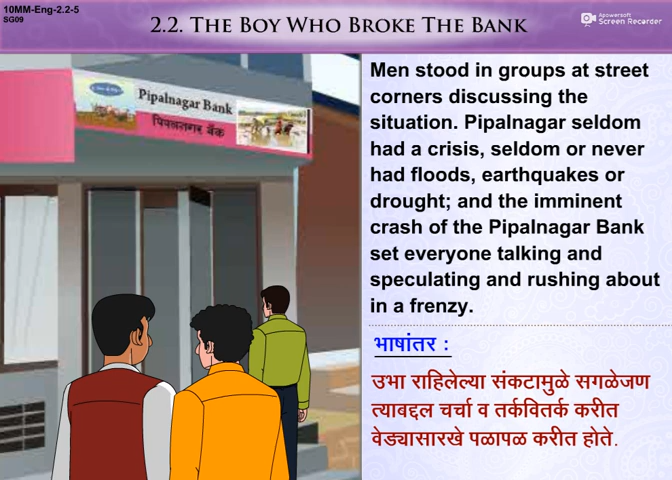 10MM-Eng-2.2-5
SG09
2.2. THE BOY WHO BROKE THE BANK
Apowersoft
Screen Recorder
Pipalnagar Bank
पिपलनगर बँक
Men stood in groups at street
corners discussing the
situation. Pipalnagar seldom
had a crisis, seldom or never
had floods, earthquakes or
drought; and the imminent
crash of the Pipalnagar Bank
set everyone talking and
speculating and rushing about
in a frenzy.
भाषांतर :
उभा राहिलेल्या संकटामुळे सगळेजण
त्याबद्दल चर्चा व तर्कवितर्क करीत
वेड्यासारखे पळापळ करीत होते.